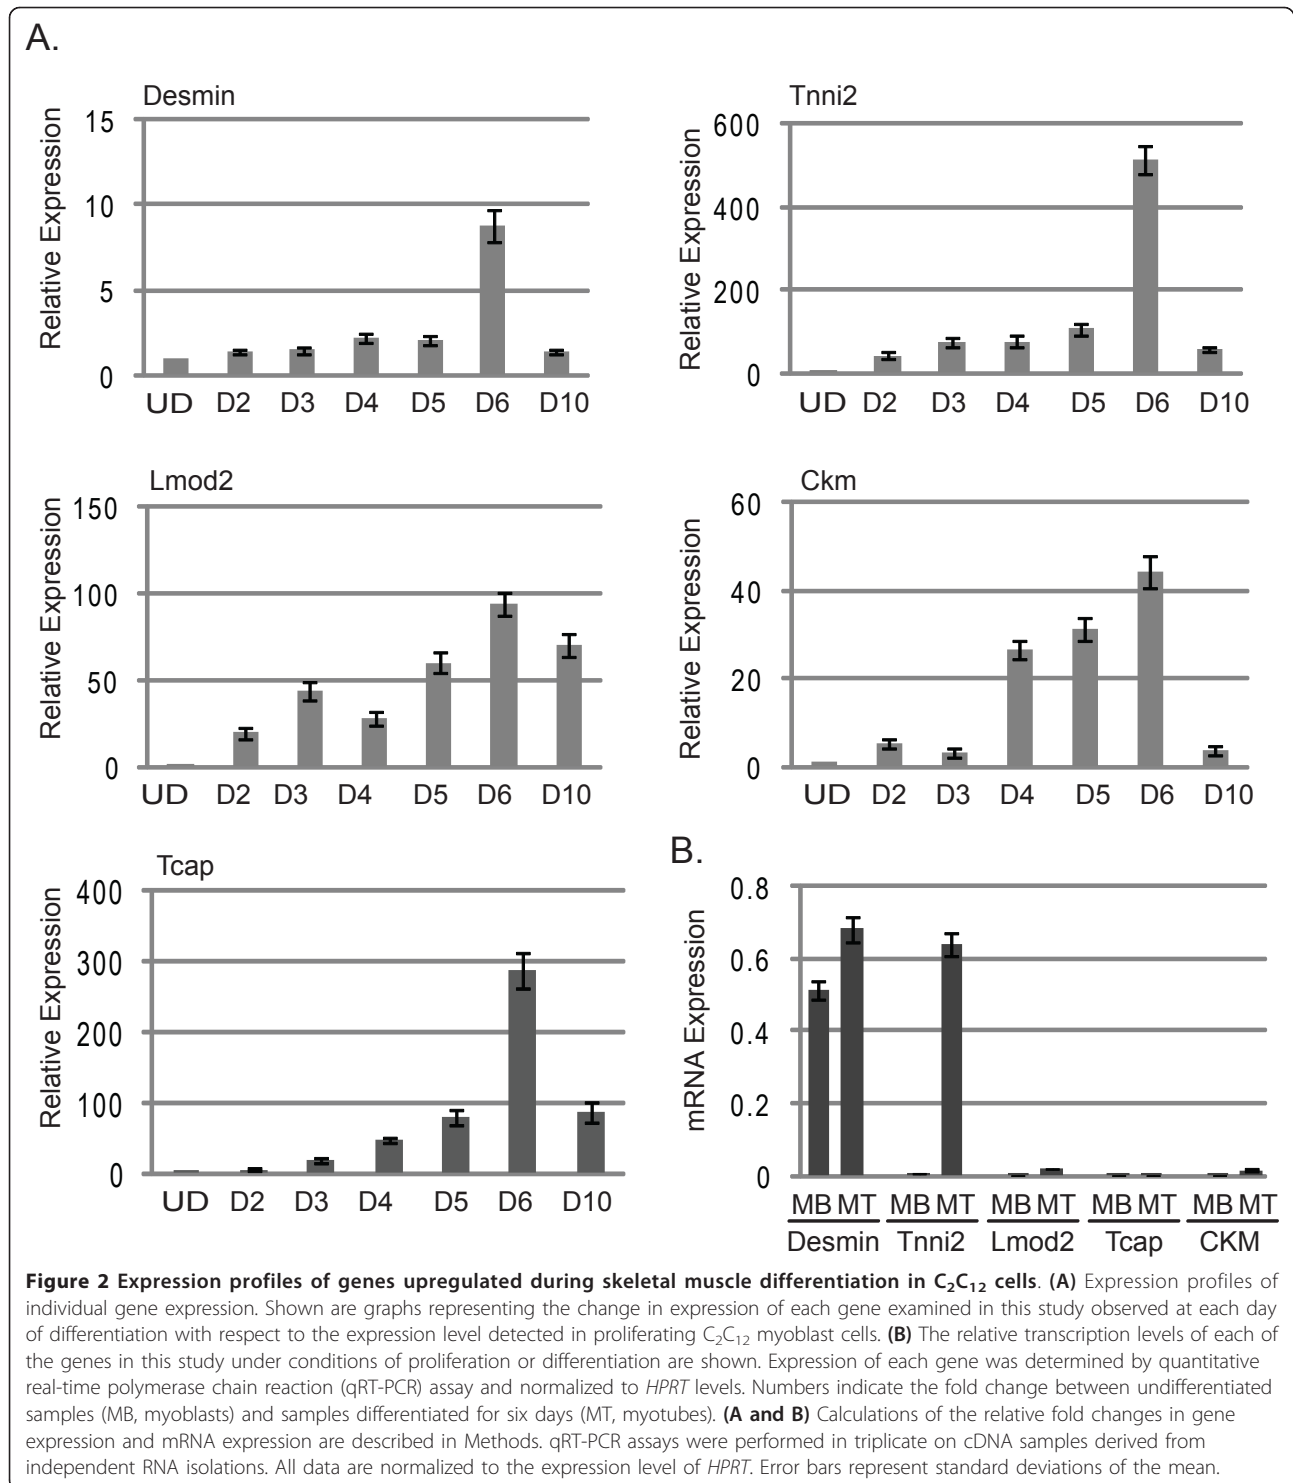 A.
Desmin
Relative Expression
15
10
5
0
UD D2 D3 D4 D5 D6 D10
Tnni2
Relative Expression
600
400
200
0
UD D2 D3 D4 D5 D6 D10
Lmod2
Relative Expression
150
100
50
0
UD D2 D3 D4 D5 D6 D10
Ckm
Relative Expression
60
40
20
0
UD D2 D3 D4 D5 D6 D10
Tcap
Relative Expression
400
300
200
100
0
UD D2 D3 D4 D5 D6 D10
B.
mRNA Expression
0.8
0.6
0.4
0.2
0
MB MT MB MT MB MT MB MT MB MT
Desmin Tnni2 Lmod2 Tcap CKM
Figure 2 Expression profiles of genes upregulated during skeletal muscle differentiation in C₂C₁₂ cells. (A) Expression profiles of
individual gene expression. Shown are graphs representing the change in expression of each gene examined in this study observed at each day
of differentiation with respect to the expression level detected in proliferating C₂C₁₂ myoblast cells. (B) The relative transcription levels of each of
the genes in this study under conditions of proliferation or differentiation are shown. Expression of each gene was determined by quantitative
real-time polymerase chain reaction (qRT-PCR) assay and normalized to HPRT levels. Numbers indicate the fold change between undifferentiated
samples (MB, myoblasts) and samples differentiated for six days (MT, myotubes). (A and B) Calculations of the relative fold changes in gene
expression and mRNA expression are described in Methods. qRT-PCR assays were performed in triplicate on cDNA samples derived from
independent RNA isolations. All data are normalized to the expression level of HPRT. Error bars represent standard deviations of the mean.